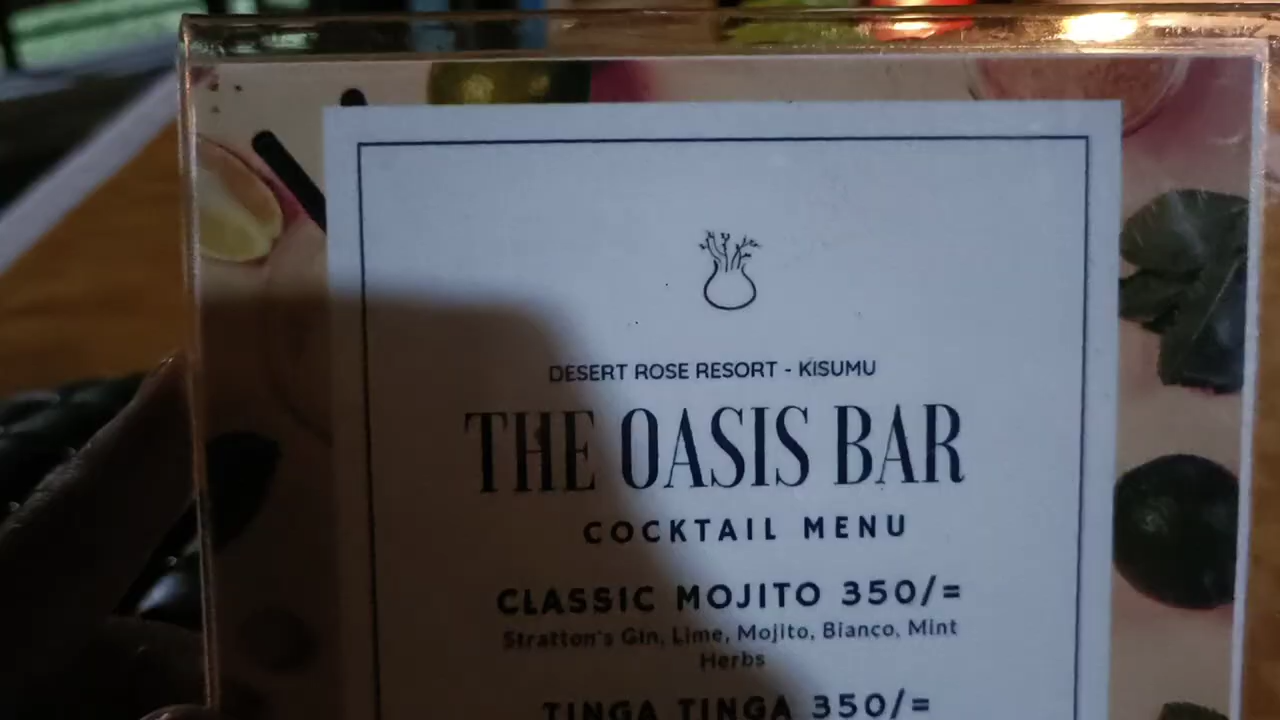 DESERT ROSE RESORT - KISUMU
THE OASIS BAR
COCKTAIL MENU
CLASSIC MOJITO 350/=
Stratton's Gin, Lime, Mojito, Bianco, Mint
Herbs
TINGA TINGA 350/=